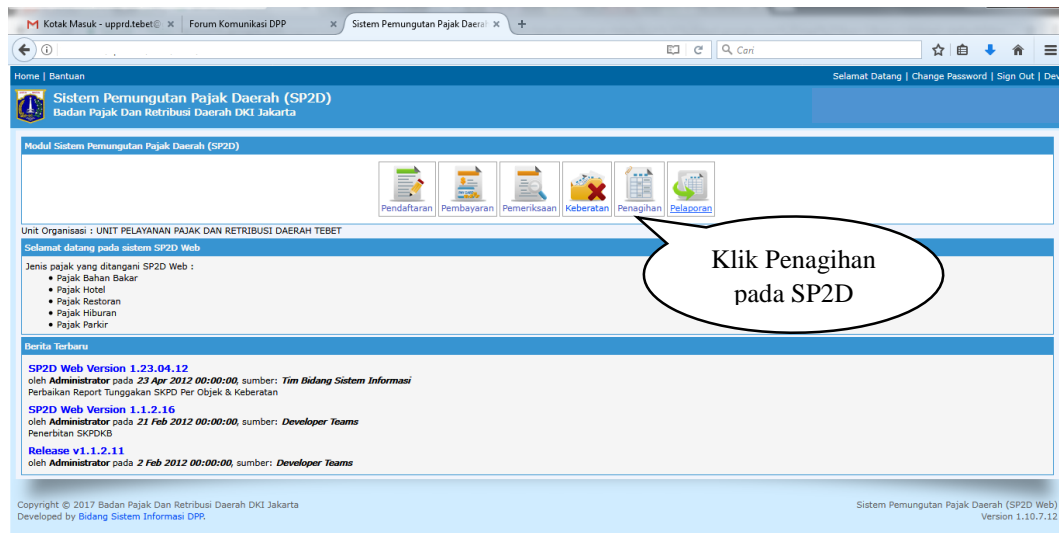 Kotak Masuk - upprd.tebet@
Forum Komunikasi DPP
Sistem Pemungutan Pajak Daerah
Cari
Home | Bantuan
Selamat Datang | Change Password | Sign Out | Dev
Sistem Pemungutan Pajak Daerah (SP2D)
Badan Pajak Dan Retribusi Daerah DKI Jakarta
Modul Sistem Pemungutan Pajak Daerah (SP2D)
Pendaftaran Pembayaran Pemeriksaan Keberatan Penagihan Pelaporan
Unit Organisasi : UNIT PELAYANAN PAJAK DAN RETRIBUSI DAERAH TEBET
Selamat datang pada sistem SP2D Web
Klik Penagihan
pada SP2D
Jenis pajak yang ditangani SP2D Web :
• Pajak Bahan Bakar
• Pajak Hotel
• Pajak Restoran
• Pajak Hiburan
• Pajak Parkir
Berita Terbaru
SP2D Web Version 1.23.04.12
oleh Administrator pada 23 Apr 2012 00:00:00, sumber: Tim Bidang Sistem Informasi
Perbaikan Report Tunggakan SKPD Per Objek & Keberatan
SP2D Web Version 1.1.2.16
oleh Administrator pada 21 Feb 2012 00:00:00, sumber: Developer Teams
Penerbitan SKPDKB
Release v1.1.2.11
oleh Administrator pada 2 Feb 2012 00:00:00, sumber: Developer Teams
Copyright © 2017 Badan Pajak Dan Retribusi Daerah DKI Jakarta
Developed by Bidang Sistem Informasi DPP.
Sistem Pemungutan Pajak Daerah (SP2D Web)
Version 1.10.7.12